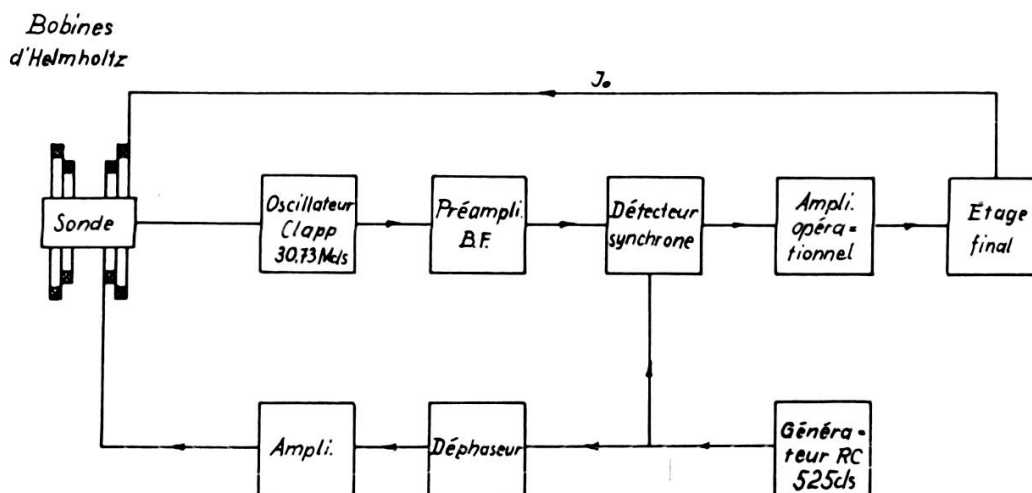 Bobines
d'Helmholtz
J₀
Sonde
Oscillateur
Clapp
30.73 Mc/s
Préampli.
B.F.
Détecteur
synchrone
Ampli.
opéra=
tionnel
Etage
final
Ampli.
Déphaseur
Généra=
teur RC
525 c/s